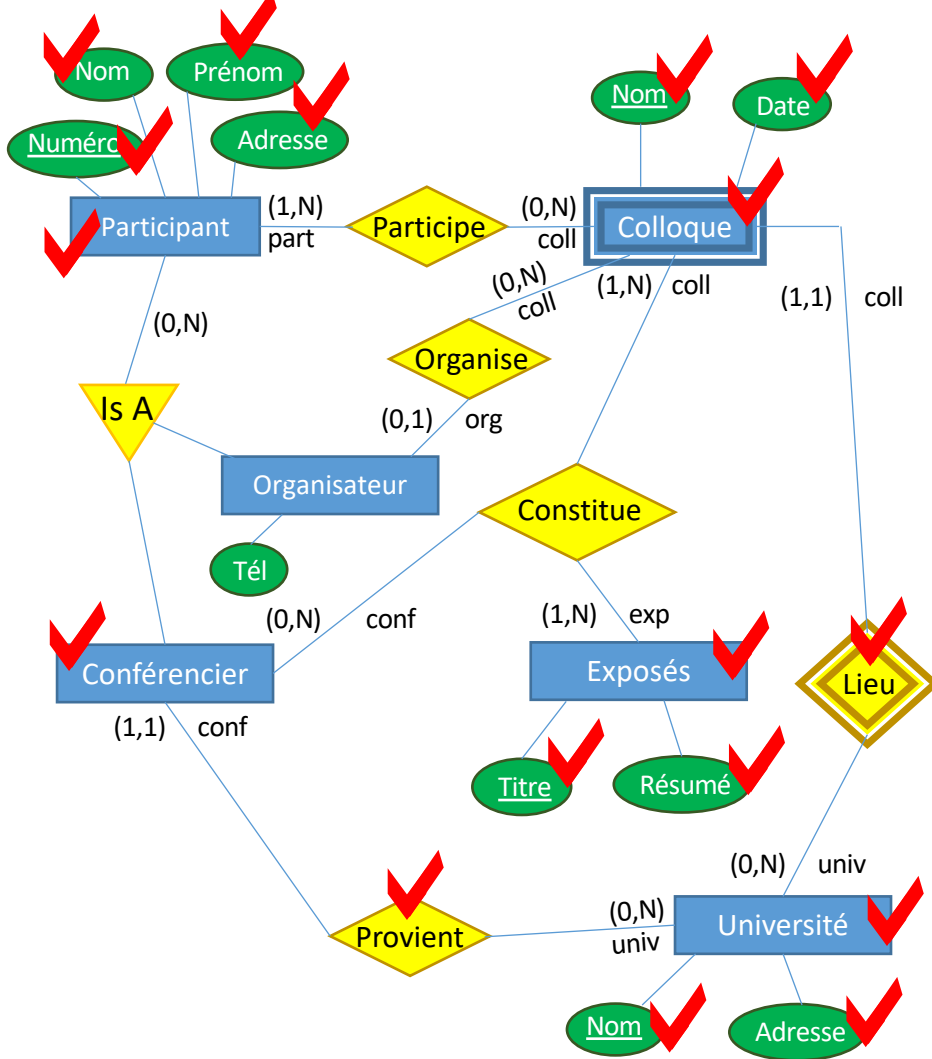 Nom
Prénom
Nom
Date
Numéro
Adresse
Participant
(1,N)
part
Participe
(0,N)
coll
Colloque
(0,N)
coll
(1,N) coll
(1,1) coll
(0,N)
Organise
Is A
(0,1) org
Organisateur
Constitue
Tél
(0,N) conf
(1,N) exp
Conférencier
Exposés
Lieu
(1,1) conf
Titre
Résumé
(0,N) univ
Provient
(0,N)
univ
Université
Nom
Adresse